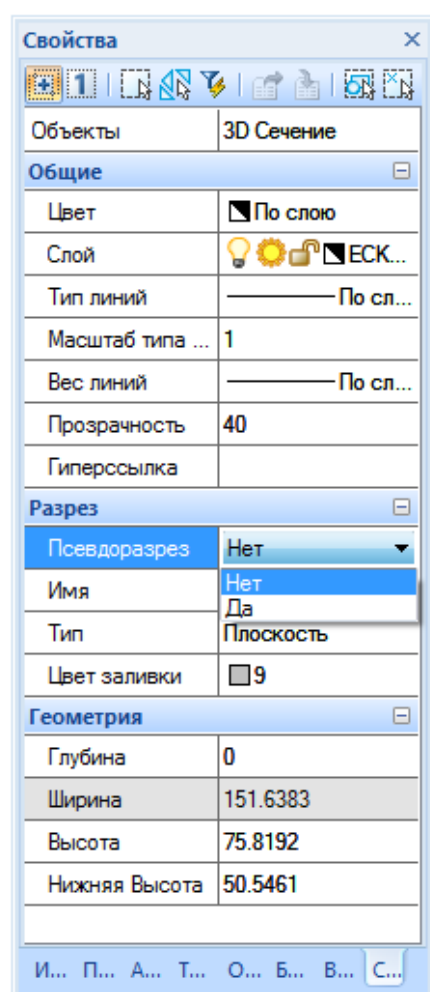 Свойства
1
Объекты 3D Сечение
Общие
Цвет По слою
Слой ЕСК...
Тип линий По сл...
Масштаб типа ... 1
Вес линий По сл...
Прозрачность 40
Гиперссылка
Разрез
Псевдоразрез Нет
Имя Нет
Да
Тип Плоскость
Цвет заливки 9
Геометрия
Глубина 0
Ширина 151.6383
Высота 75.8192
Нижняя Высота 50.5461
И... П... А... Т... О... Б... В... С...